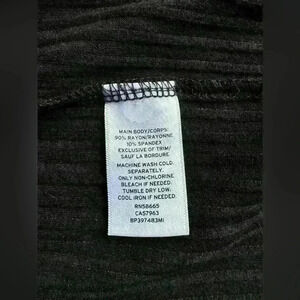 MAIN BODY/CORPS:
90% RAYON/RAYONNE
10% SPANDEX
EXCLUSIVE OF TRIM/
SAUF LA BORDURE
MACHINE WASH COLD.
SEPARATELY.
ONLY NON-CHLORINE
BLEACH IF NEEDED.
TUMBLE DRY LOW.
COOL IRON IF NEEDED.
RN58665
CA57963
BP397483MI